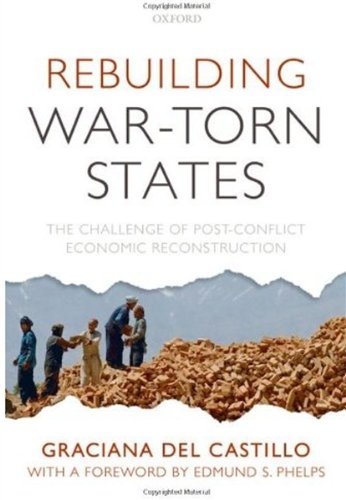 OXFORD
REBUILDING
WAR-TORN
STATES
THE CHALLENGE OF POST-CONFLICT
ECONOMIC RECONSTRUCTION
GRACIANA DEL CASTILLO
WITH A FOREWORD BY EDMUND S. PHELPS